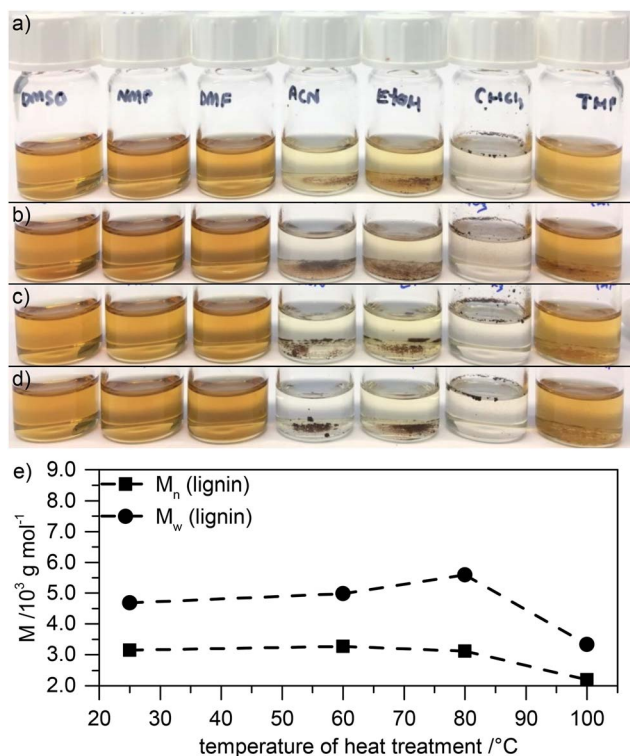 a)
DMSO NMP DMF ACN EtOH CHCl3
b)
c)
d)
e)
9.0
8.0
7.0
6.0
5.0
4.0
3.0
2.0
M /10³ g mol⁻¹
Mₙ (lignin)
M_w (lignin)
20 30 40 50 60 70 80 90 100
temperature of heat treatment /°C